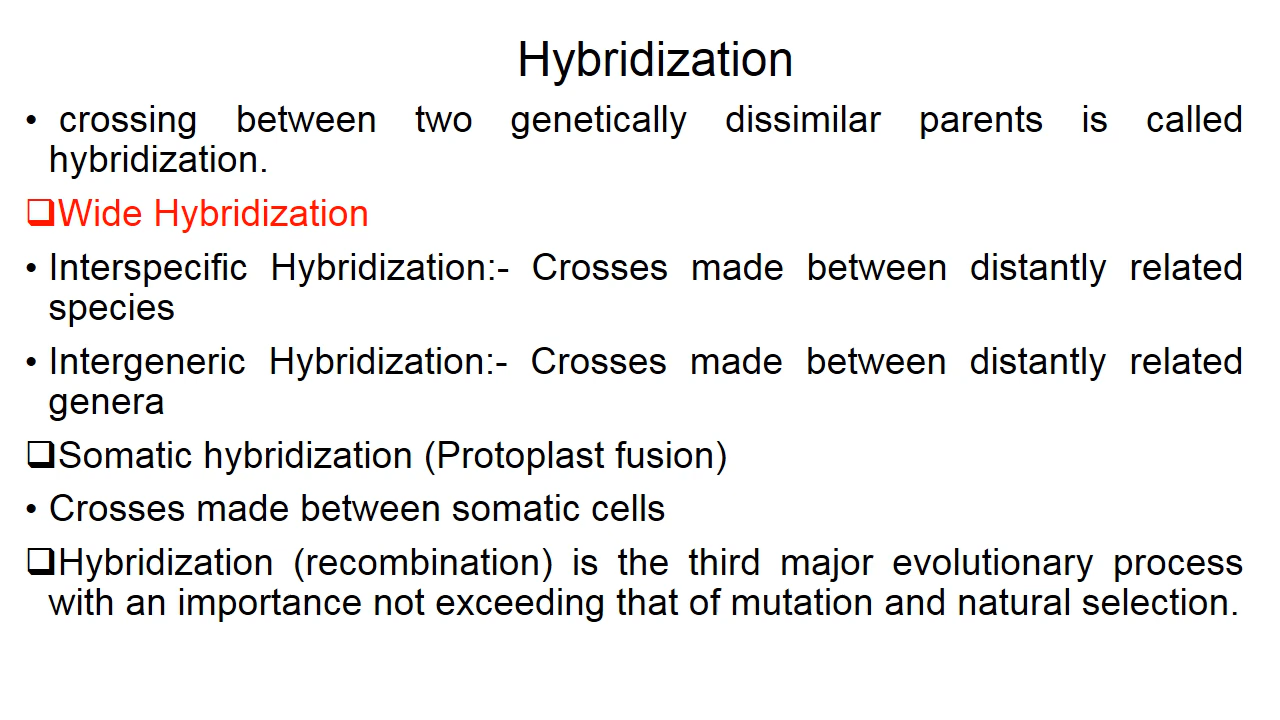 Hybridization
• crossing between two genetically dissimilar parents is called
hybridization.
❑Wide Hybridization
• Interspecific Hybridization:- Crosses made between distantly related
species
• Intergeneric Hybridization:- Crosses made between distantly related
genera
❑Somatic hybridization (Protoplast fusion)
• Crosses made between somatic cells
❑Hybridization (recombination) is the third major evolutionary process
with an importance not exceeding that of mutation and natural selection.